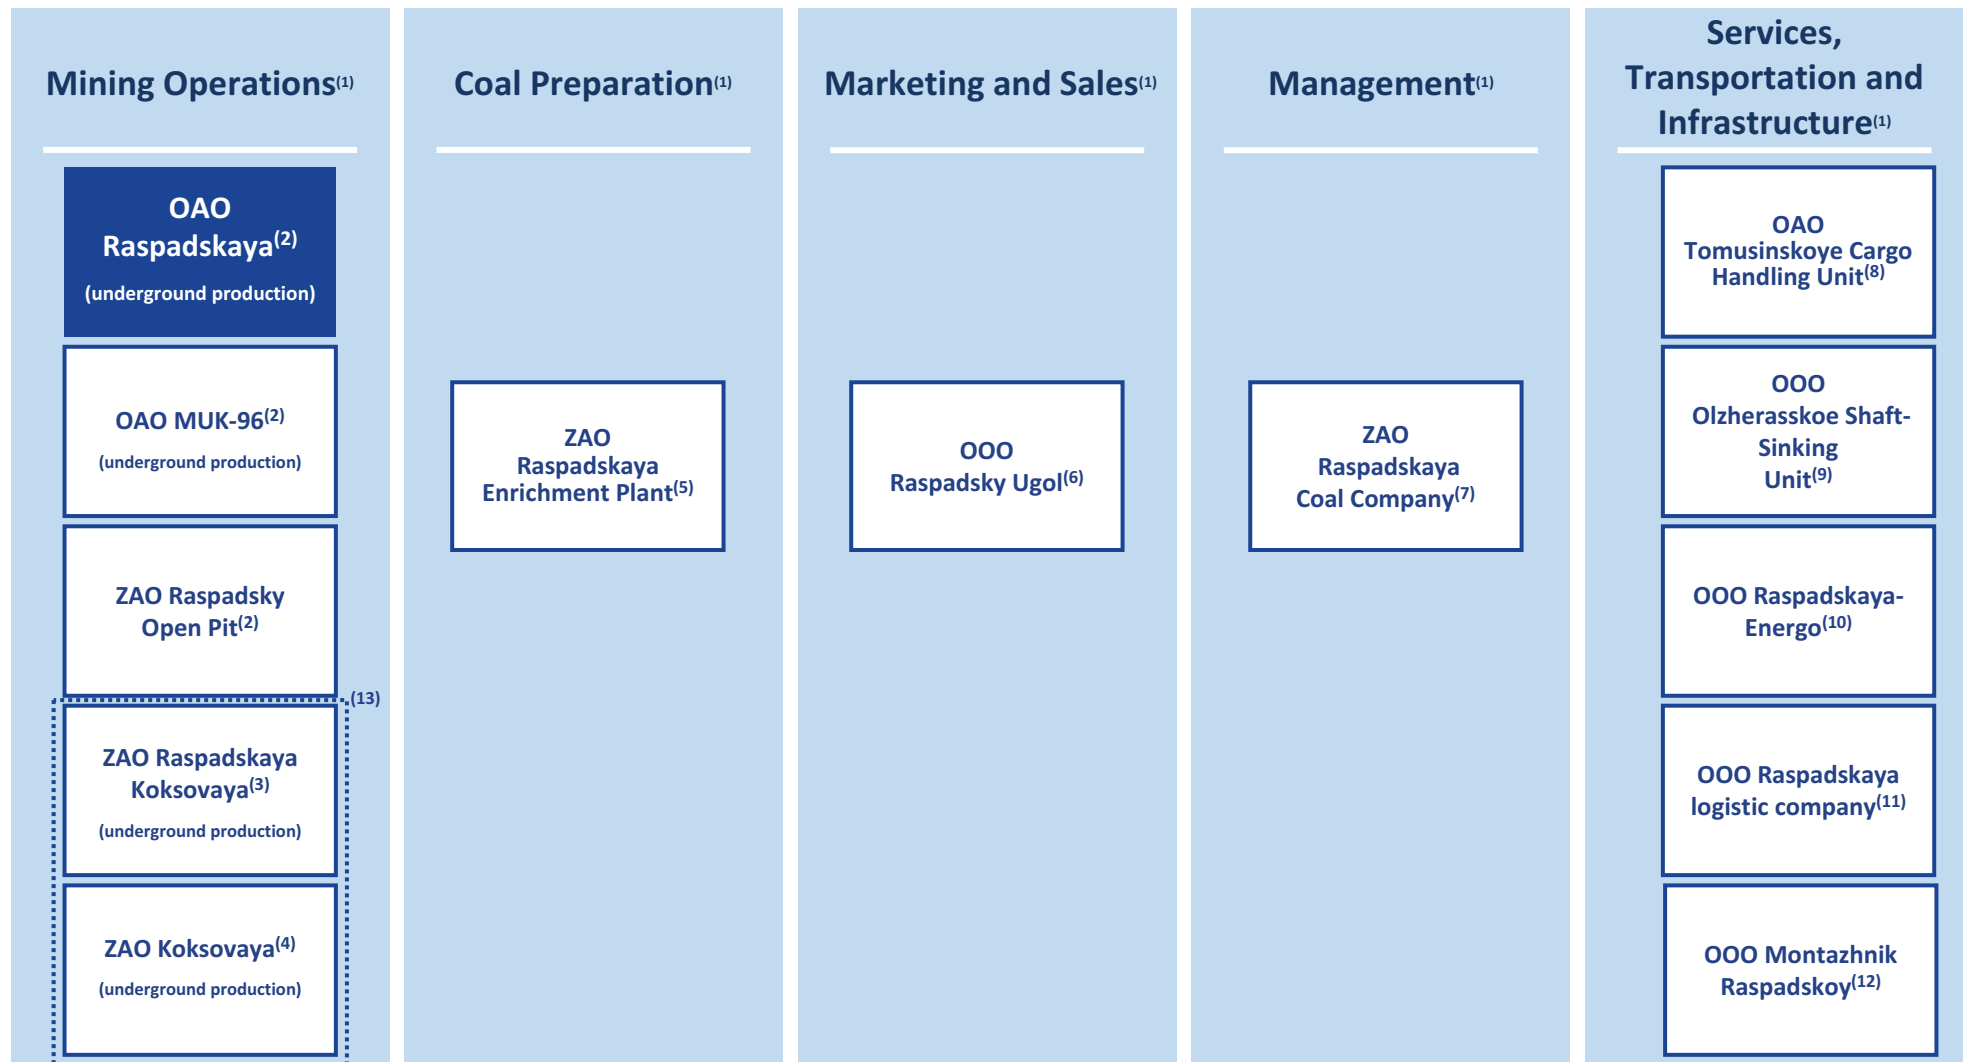 Mining Operations(1)
OAO
Raspadskaya(2)
(underground production)
OAO MUK-96(2)
(underground production)
ZAO Raspadsky
Open Pit(2)
(13)
ZAO Raspadskaya
Koksovaya(3)
(underground production)
ZAO Koksovaya(4)
(underground production)
Coal Preparation(1)
ZAO
Raspadskaya
Enrichment Plant(5)
Marketing and Sales(1)
OOO
Raspadsky Ugol(6)
Management(1)
ZAO
Raspadskaya
Coal Company(7)
Services,
Transportation and
Infrastructure(1)
OAO
Tomusinskoye Cargo
Handling Unit(8)
OOO
Olzherasskoe Shaft-
Sinking
Unit(9)
OOO Raspadskaya-
Energo(10)
OOO Raspadskaya
logistic company(11)
OOO Montazhnik
Raspadskoy(12)